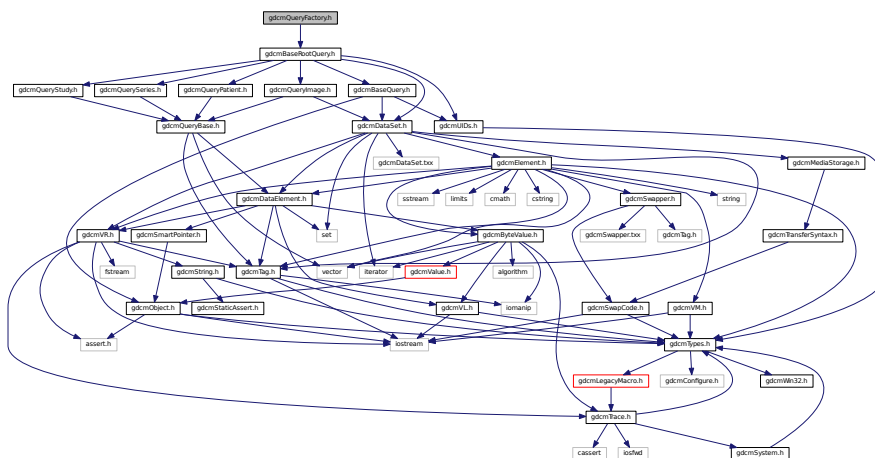 gdcmQueryFactory.h
gdcmBaseRootQuery.h
gdcmQueryStudy.h
gdcmQuerySeries.h
gdcmQueryPatient.h
gdcmQueryImage.h
gdcmBaseQuery.h
gdcmQueryBase.h
gdcmDataSet.h
gdcmUIDs.h
gdcmDataSet.txx
gdcmElement.h
gdcmMediaStorage.h
gdcmDataElement.h
sstream
limits
cmath
cstring
gdcmSwapper.h
string
gdcmVR.h
gdcmSmartPointer.h
set
gdcmByteValue.h
gdcmSwapper.txx
gdcmTag.h
gdcmTransferSyntax.h
fstream
gdcmString.h
gdcmTag.h
vector
iterator
gdcmValue.h
algorithm
gdcmObject.h
gdcmStaticAssert.h
gdcmVL.h
iomanip
gdcmSwapCode.h
gdcmVM.h
assert.h
iostream
gdcmTypes.h
gdcmLegacyMacro.h
gdcmConfigure.h
gdcmWin32.h
gdcmTrace.h
cassert
iosfwd
gdcmSystem.h